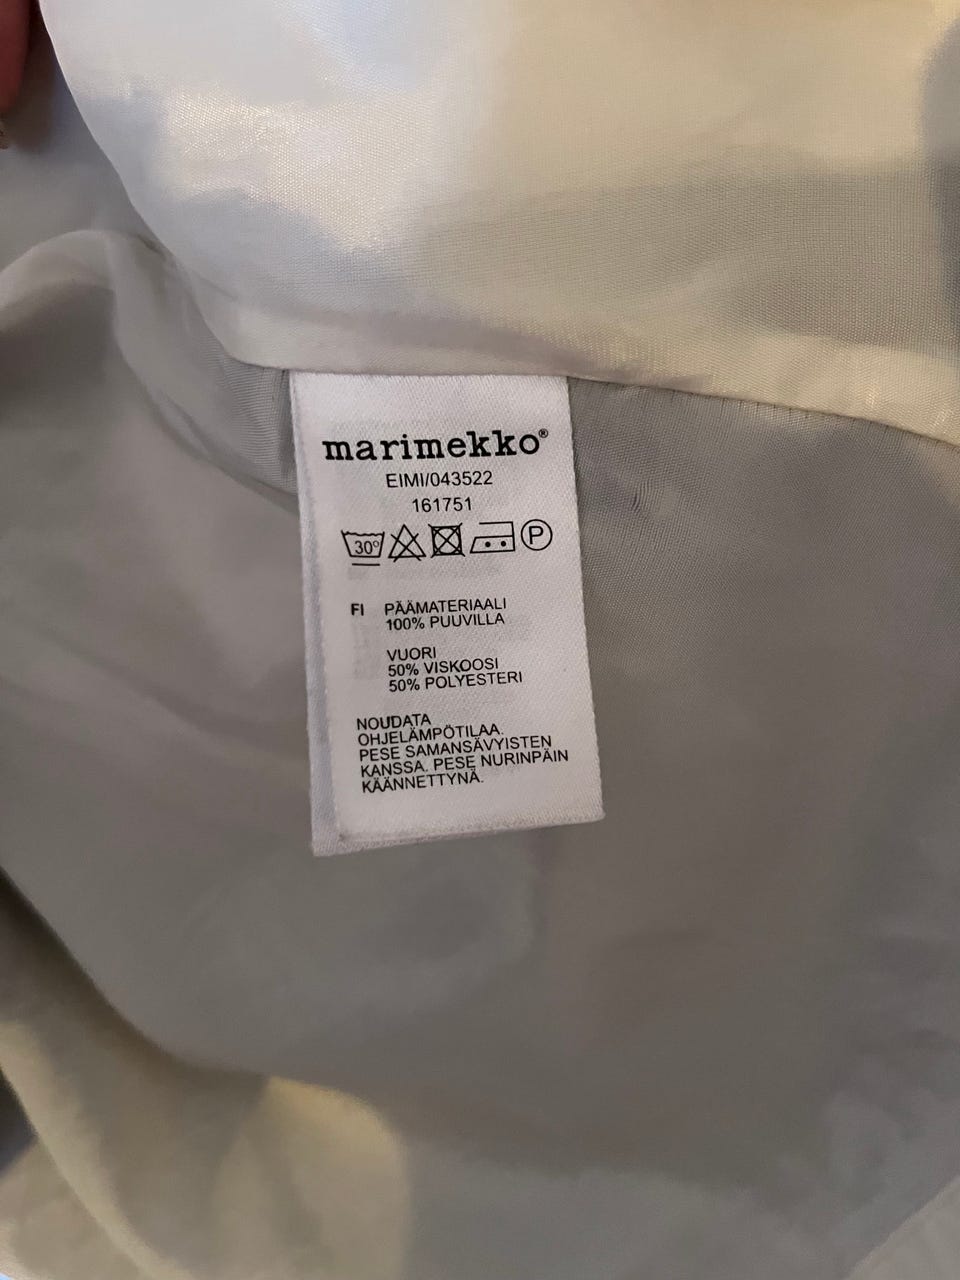 marimekko®
EIMI/043522
161751
30° P
FI PÄÄMATERIAALI
100% PUUVILLA
VUORI
50% VISKOOSI
50% POLYESTERI
NOUDATA
OHJELÄMPÖTILAA.
PESE SAMANSÄVYISTEN
KANSSA. PESE NURINPÄIN
KÄÄNNETTYNÄ.